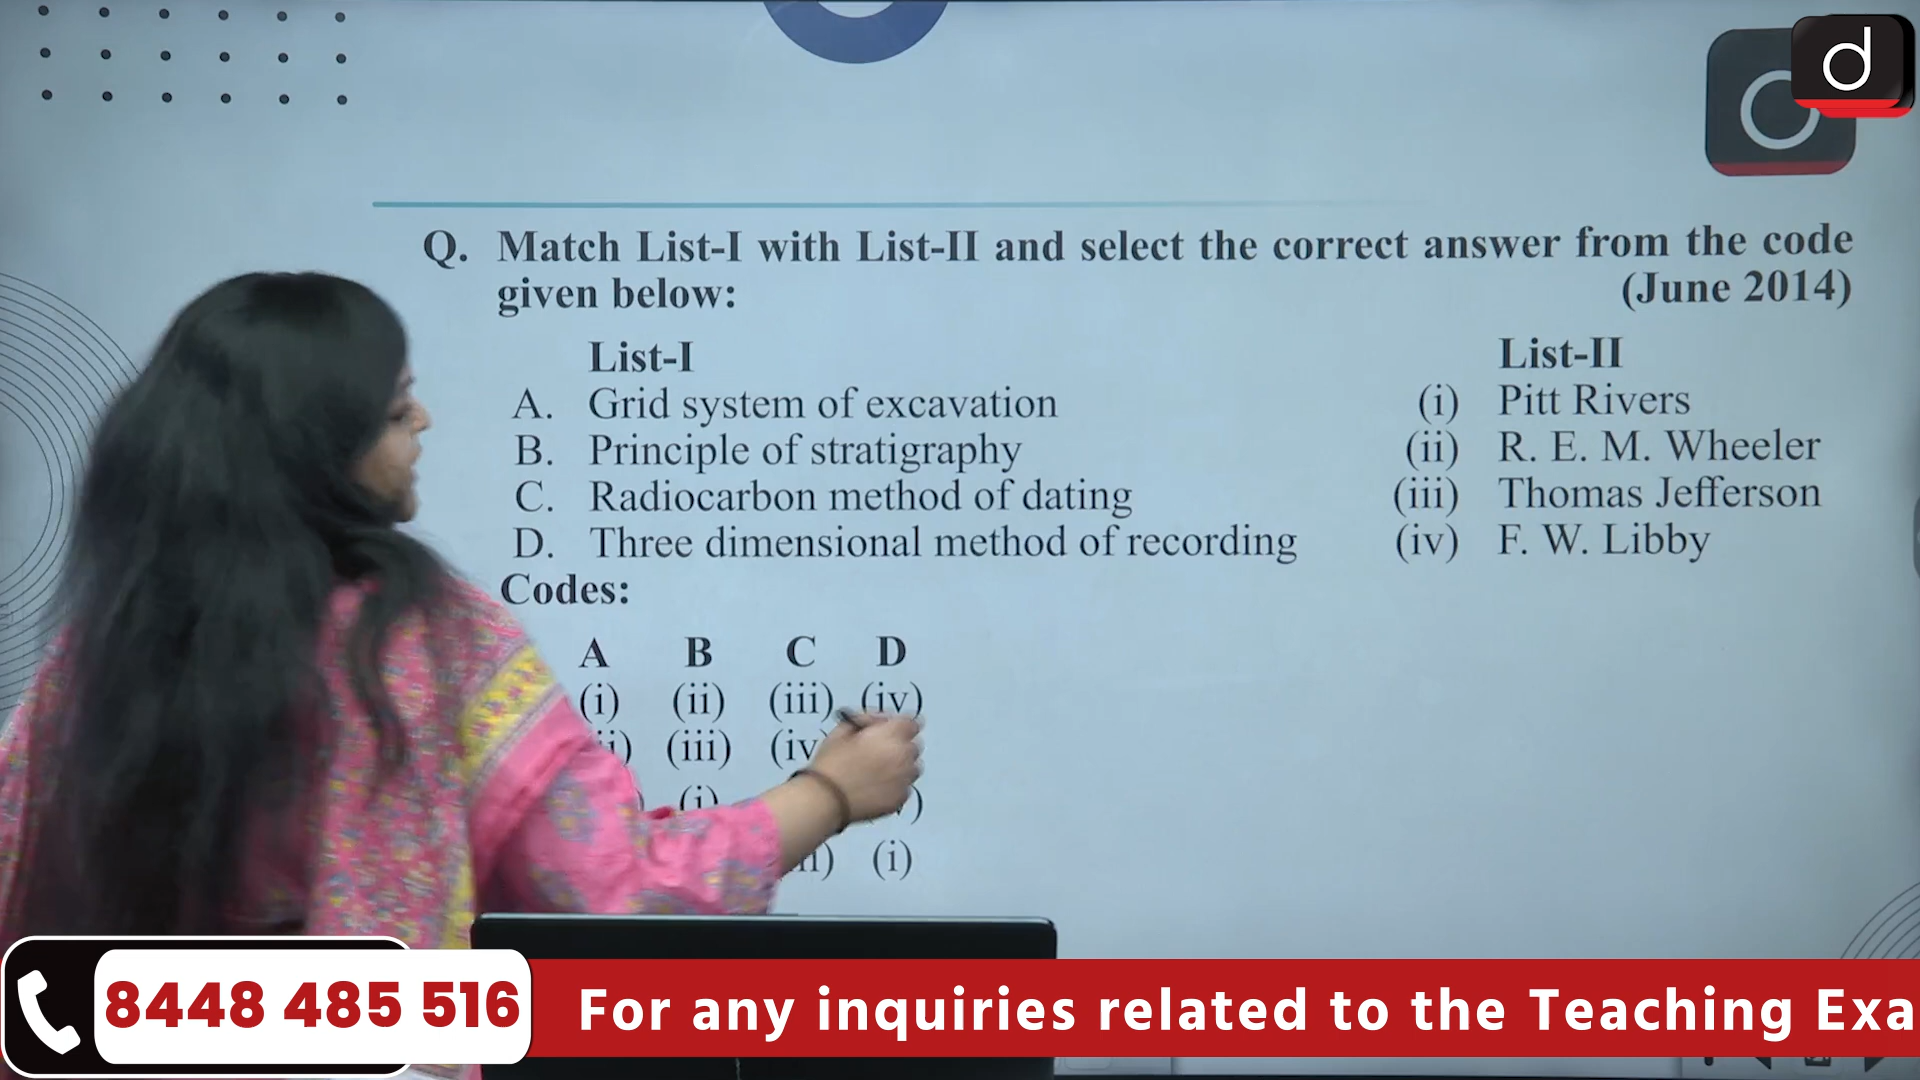 d
Q. Match List-I with List-II and select the correct answer from the code
given below: (June 2014)
List-I List-II
A. Grid system of excavation (i) Pitt Rivers
B. Principle of stratigraphy (ii) R. E. M. Wheeler
C. Radiocarbon method of dating (iii) Thomas Jefferson
D. Three dimensional method of recording (iv) F. W. Libby
Codes:
A B C D
(i) (ii) (iii) (iv)
(iii) (iv)
(i)
(i)
8448 485 516 For any inquiries related to the Teaching Exa